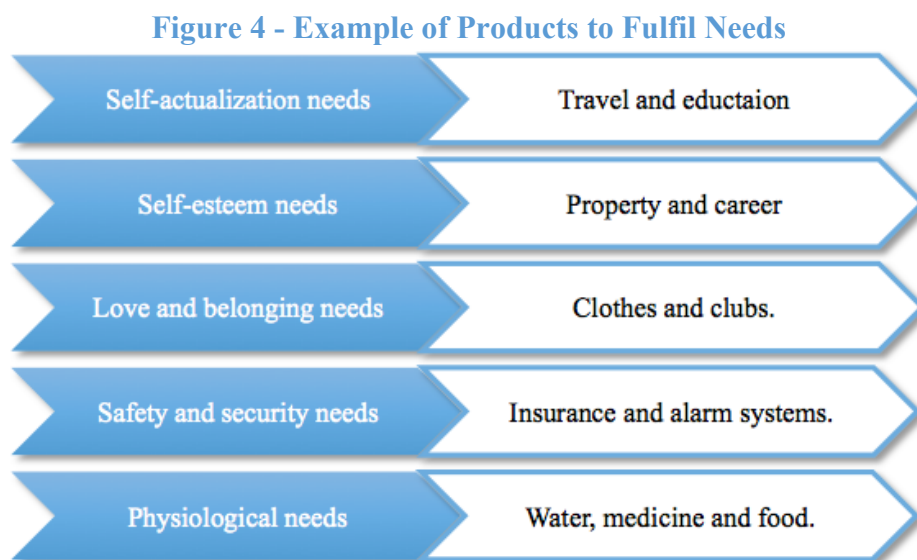 Figure 4 - Example of Products to Fulfil Needs
Self-actualization needs
Travel and eductaion
Self-esteem needs
Property and career
Love and belonging needs
Clothes and clubs.
Safety and security needs
Insurance and alarm systems.
Physiological needs
Water, medicine and food.